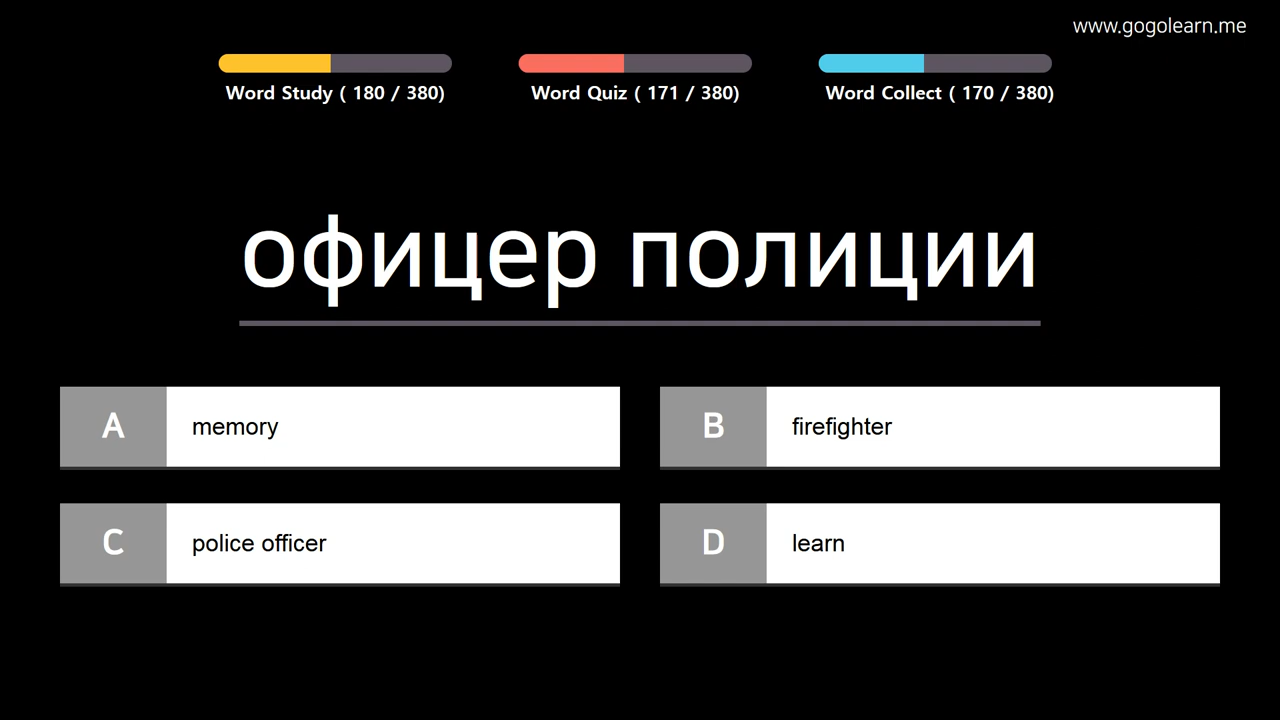 www.gogolearn.me
Word Study ( 180 / 380)
Word Quiz ( 171 / 380)
Word Collect ( 170 / 380)
офицер полиции
A memory
B firefighter
C police officer
D learn